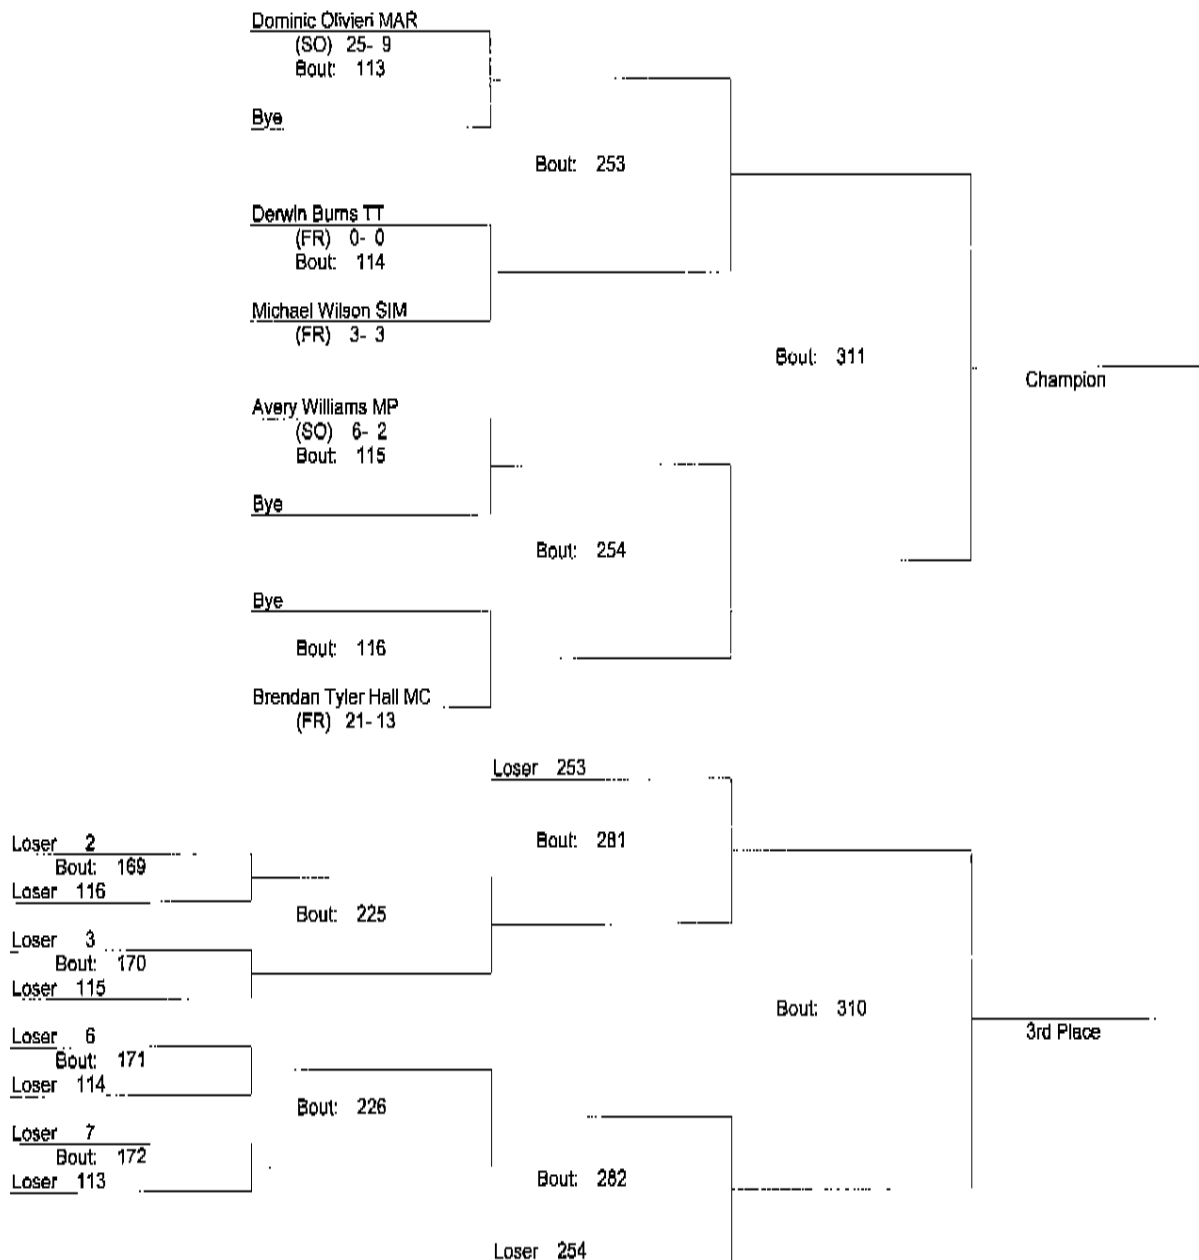 Dominic Olivieri MAR
(SO) 25- 9
Bout: 113
Bye
Bout: 253
Derwin Burns TT
(FR) 0- 0
Bout: 114
Michael Wilson SIM
(FR) 3- 3
Bout: 311
Champion
Avery Williams MP
(SO) 6- 2
Bout: 115
Bye
Bout: 254
Bye
Bout: 116
Brendan Tyler Hall MC
(FR) 21- 13
Loser 253
Bout: 281
Loser 2
Bout: 169
Loser 116
Bout: 225
Loser 3
Bout: 170
Loser 115
Bout: 310
3rd Place
Loser 6
Bout: 171
Loser 114
Bout: 226
Loser 7
Bout: 172
Loser 113
Bout: 282
Loser 254